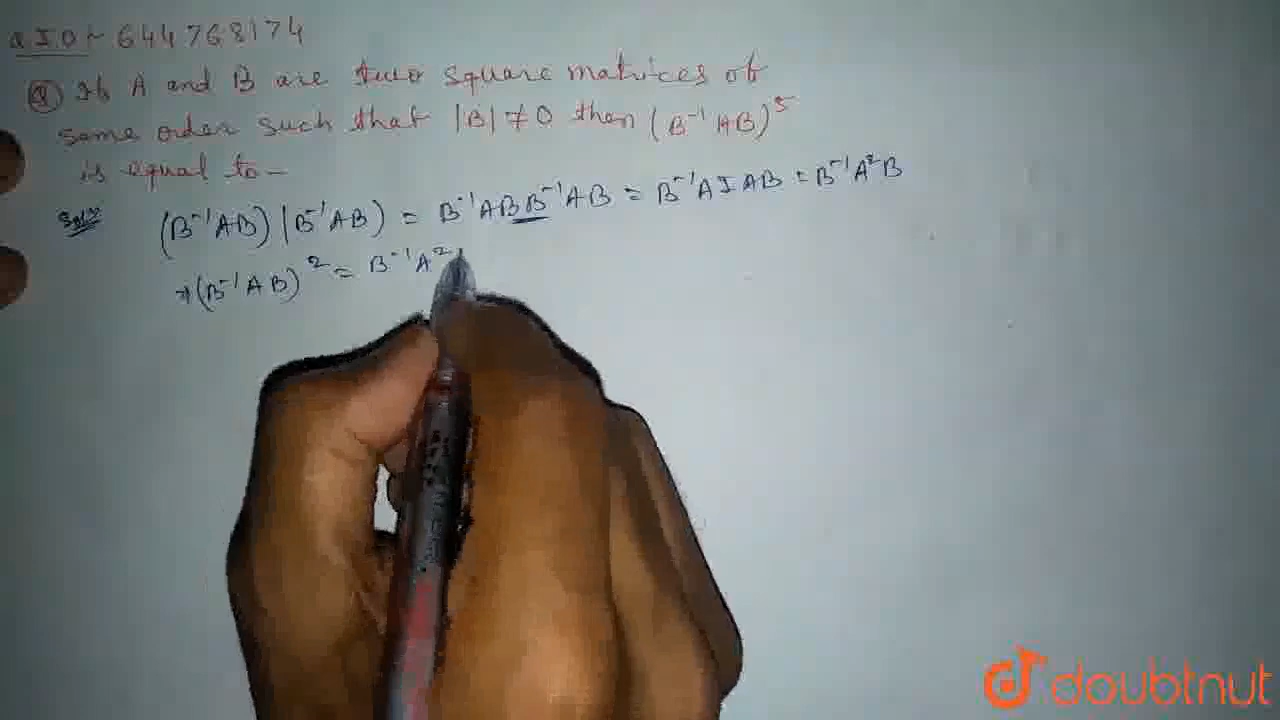 Q I.D ~ 644768174
Q If A and B are two square matrices of
same order such that |B| ≠ 0 then (B⁻¹AB)⁵
is equal to -
Solⁿ (B⁻¹AB)(B⁻¹AB) = B⁻¹ABB⁻¹AB = B⁻¹AIAB = B⁻¹A²B
→ (B⁻¹AB)² = B⁻¹A²
doubtnut